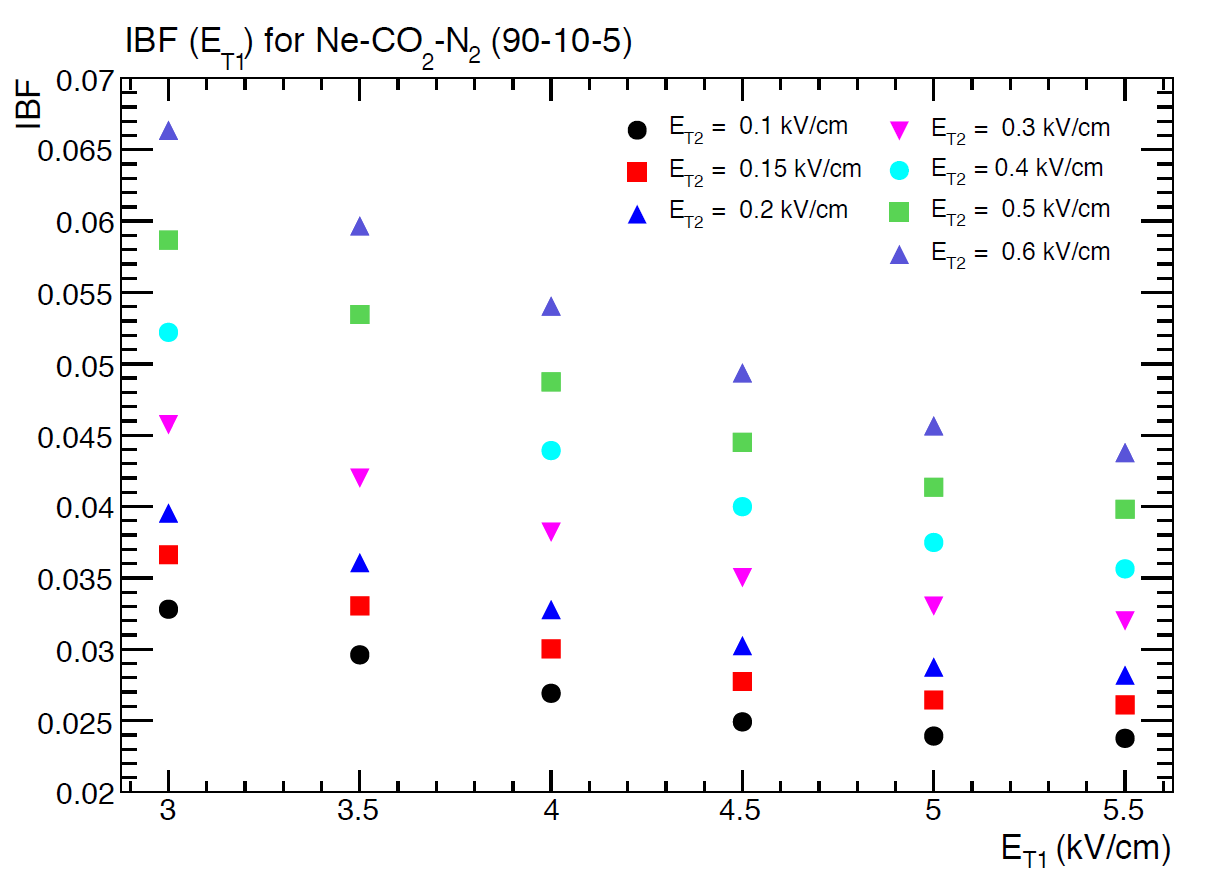 IBF (E_T1) for Ne-CO_2-N_2 (90-10-5)
IBF
0.07
0.065
0.06
0.055
0.05
0.045
0.04
0.035
0.03
0.025
0.02
E_T2 = 0.1 kV/cm
E_T2 = 0.15 kV/cm
E_T2 = 0.2 kV/cm
E_T2 = 0.3 kV/cm
E_T2 = 0.4 kV/cm
E_T2 = 0.5 kV/cm
E_T2 = 0.6 kV/cm
3 3.5 4 4.5 5 5.5
E_T1 (kV/cm)